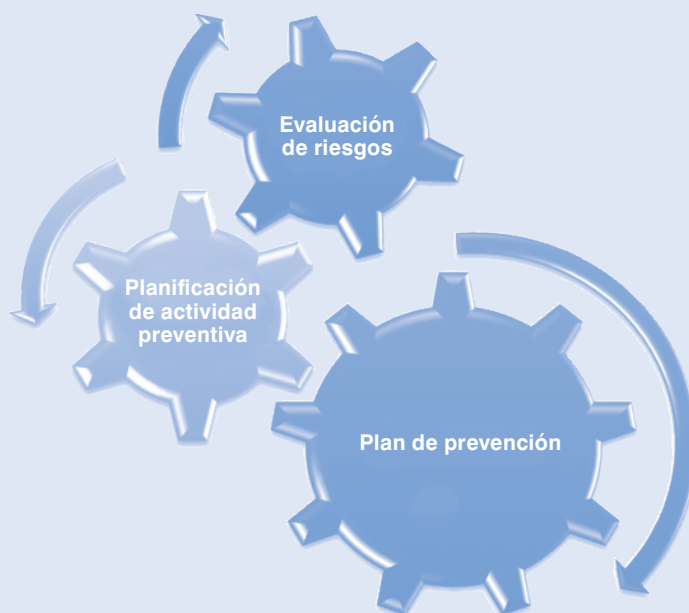 Evaluación
de riesgos
Planificación
de actividad
preventiva
Plan de prevención